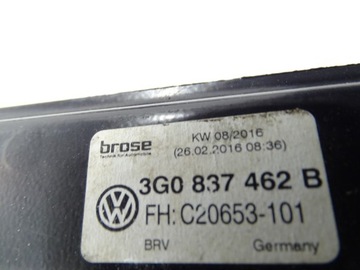 brose
Technik für Automobile
KW 08/2016
(26.02.2016 08:36)
3G0 837 462 B
FH: C20653-101
BRV
Germany